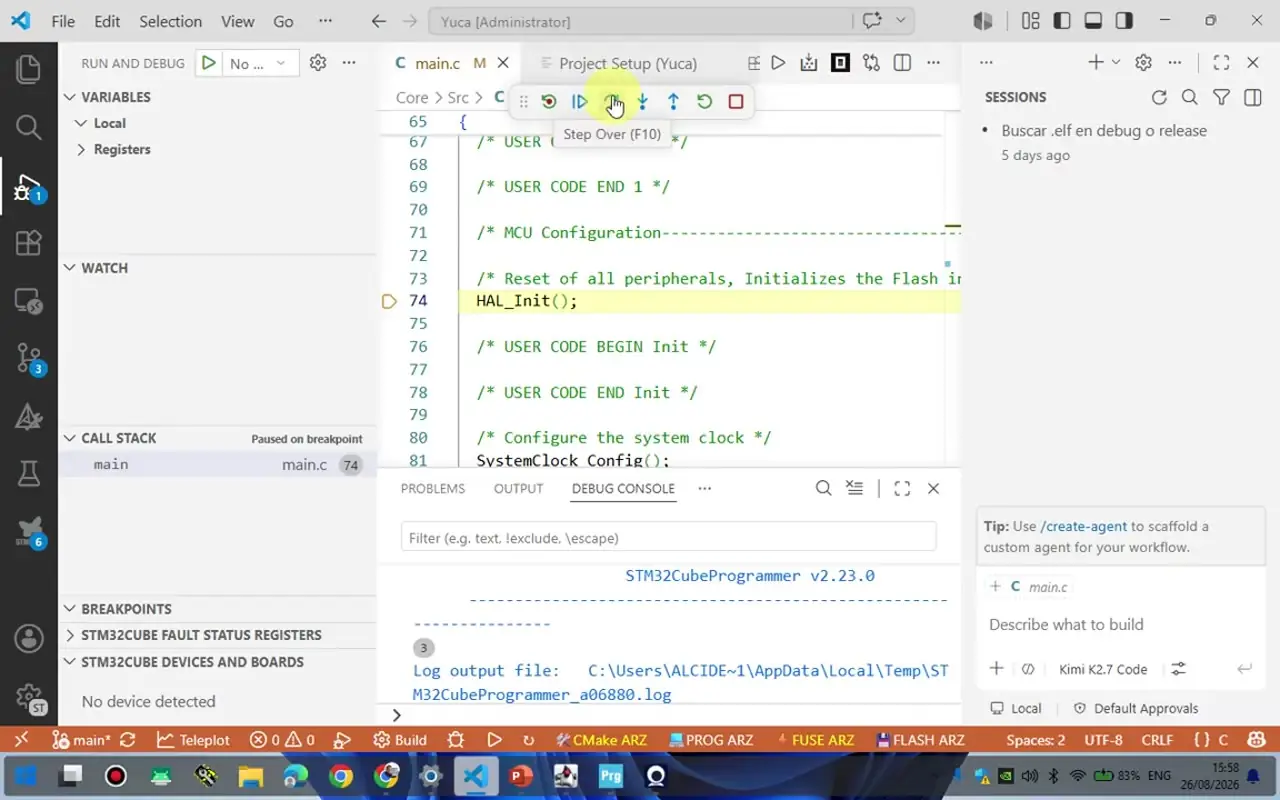 File Edit Selection View Go ··· Yuca [Administrator]
RUN AND DEBUG No ...
VARIABLES
Local
Registers
WATCH
CALL STACK Paused on breakpoint
main main.c 74
BREAKPOINTS
STM32CUBE FAULT STATUS REGISTERS
STM32CUBE DEVICES AND BOARDS
No device detected
1
3
6
ST
C main.c M Project Setup (Yuca)
Core > Src > C
Step Over (F10)
65 {
67 /* USER C */
68
69 /* USER CODE END 1 */
70
71 /* MCU Configuration--------------------------------
72
73 /* Reset of all peripherals, Initializes the Flash in
74 HAL_Init();
75
76 /* USER CODE BEGIN Init */
77
78 /* USER CODE END Init */
79
80 /* Configure the system clock */
81 SystemClock_Config();
PROBLEMS OUTPUT DEBUG CONSOLE ···
Filter (e.g. text, !exclude, \escape)
STM32CubeProgrammer v2.23.0
----------------------------------------------------
---------------
3
Log output file: C:\Users\ALCIDE~1\AppData\Local\Temp\ST
M32CubeProgrammer_a06880.log
>
SESSIONS
• Buscar .elf en debug o release
5 days ago
Tip: Use /create-agent to scaffold a
custom agent for your workflow.
+ C main.c
Describe what to build
Kimi K2.7 Code
Local Default Approvals
main* Teleplot 0 0 Build CMake ARZ PROG ARZ FUSE ARZ FLASH ARZ Spaces: 2 UTF-8 CRLF {} C
Prg 83% ENG 15:58
26/08/2026